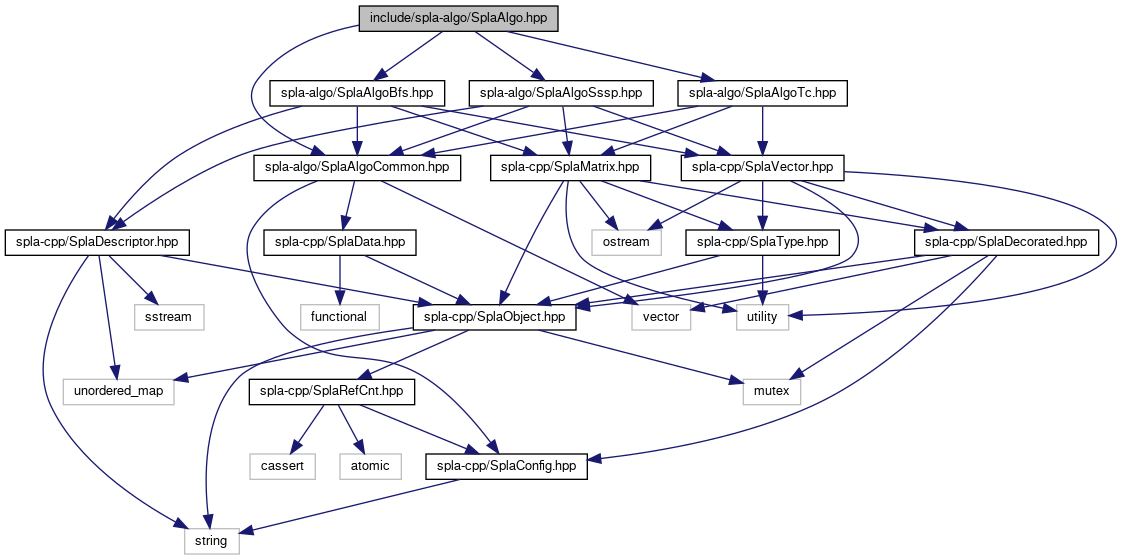 include/spla-algo/SplaAlgo.hpp
spla-algo/SplaAlgoBfs.hpp
spla-algo/SplaAlgoSssp.hpp
spla-algo/SplaAlgoTc.hpp
spla-algo/SplaAlgoCommon.hpp
spla-cpp/SplaMatrix.hpp
spla-cpp/SplaVector.hpp
spla-cpp/SplaDescriptor.hpp
spla-cpp/SplaData.hpp
ostream
spla-cpp/SplaType.hpp
spla-cpp/SplaDecorated.hpp
sstream
functional
spla-cpp/SplaObject.hpp
vector
utility
unordered_map
spla-cpp/SplaRefCnt.hpp
mutex
cassert
atomic
spla-cpp/SplaConfig.hpp
string